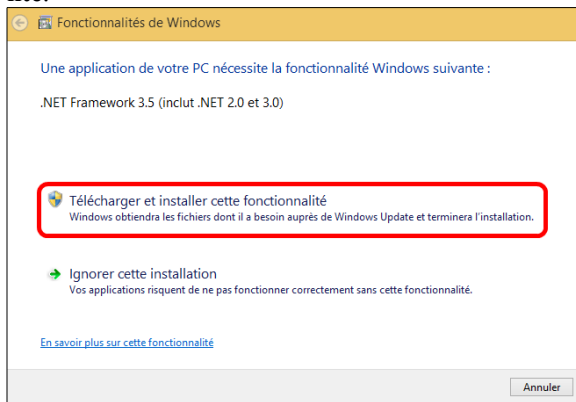 Fonctionnalités de Windows
Une application de votre PC nécessite la fonctionnalité Windows suivante :
.NET Framework 3.5 (inclut .NET 2.0 et 3.0)
Télécharger et installer cette fonctionnalité
Windows obtiendra les fichiers dont il a besoin auprès de Windows Update et terminera l'installation.
Ignorer cette installation
Vos applications risquent de ne pas fonctionner correctement sans cette fonctionnalité.
En savoir plus sur cette fonctionnalité
Annuler